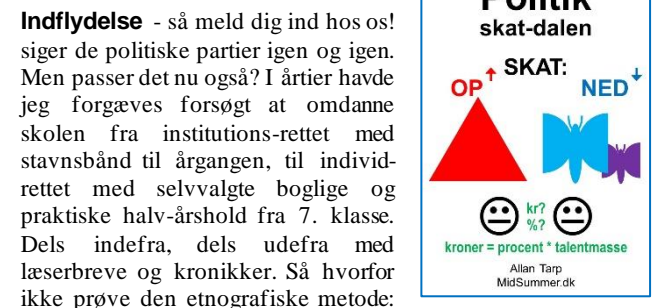 Indflydelse - så meld dig ind hos os!
siger de politiske partier igen og igen.
Men passer det nu også? I årtier havde
jeg forgæves forsøgt at omdanne
skolen fra institutions-rettet med
stavnsbånd til årgangen, til individ-
rettet med selvvalgte boglige og
praktiske halv-årshold fra 7. klasse.
Dels indefra, dels udefra med
læserbreve og kronikker. Så hvorfor
ikke prøve den etnografiske metode:
Politik
skat-dalen
SKAT:
OP
NED
kr?
%?
kroner = procent * talentmasse
Allan Tarp
MidSummer.dk